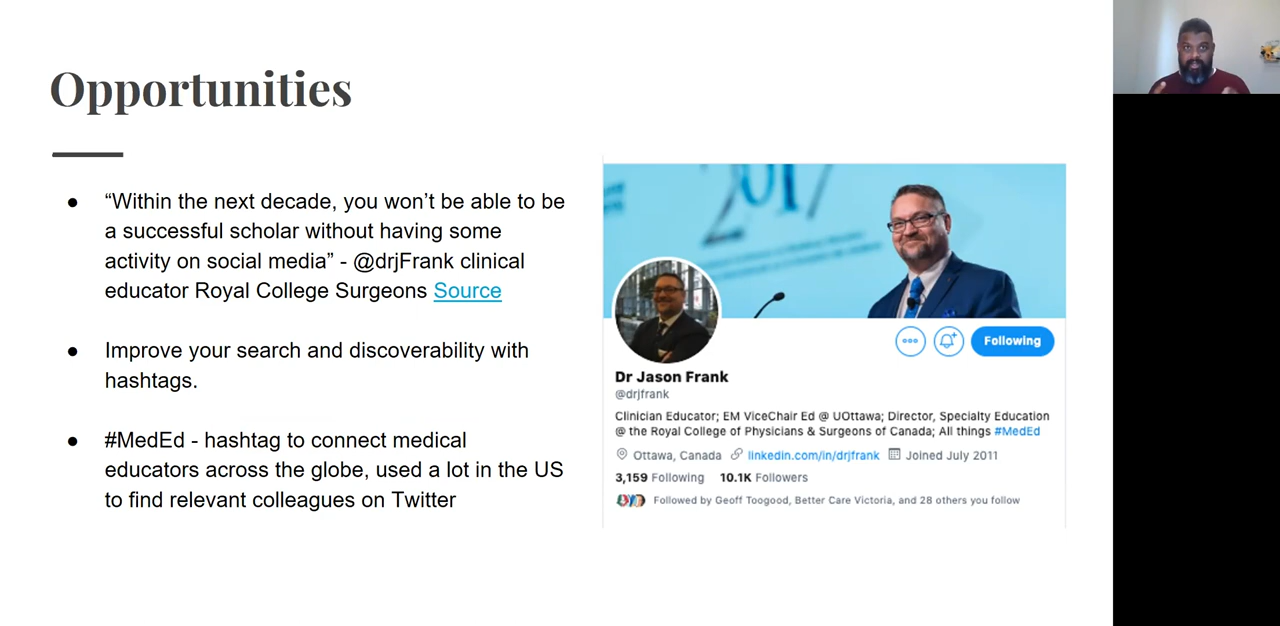 Opportunities
● “Within the next decade, you won’t be able to be
a successful scholar without having some
activity on social media” - @drjFrank clinical
educator Royal College Surgeons Source
● Improve your search and discoverability with
hashtags.
● #MedEd - hashtag to connect medical
educators across the globe, used a lot in the US
to find relevant colleagues on Twitter
2017
Following
Dr Jason Frank
@drjfrank
Clinician Educator; EM ViceChair Ed @ UOttawa; Director, Specialty Education
@ the Royal College of Physicians & Surgeons of Canada; All things #MedEd
Ottawa, Canada linkedin.com/in/drjfrank Joined July 2011
3,159 Following 10.1K Followers
Followed by Geoff Toogood, Better Care Victoria, and 28 others you follow